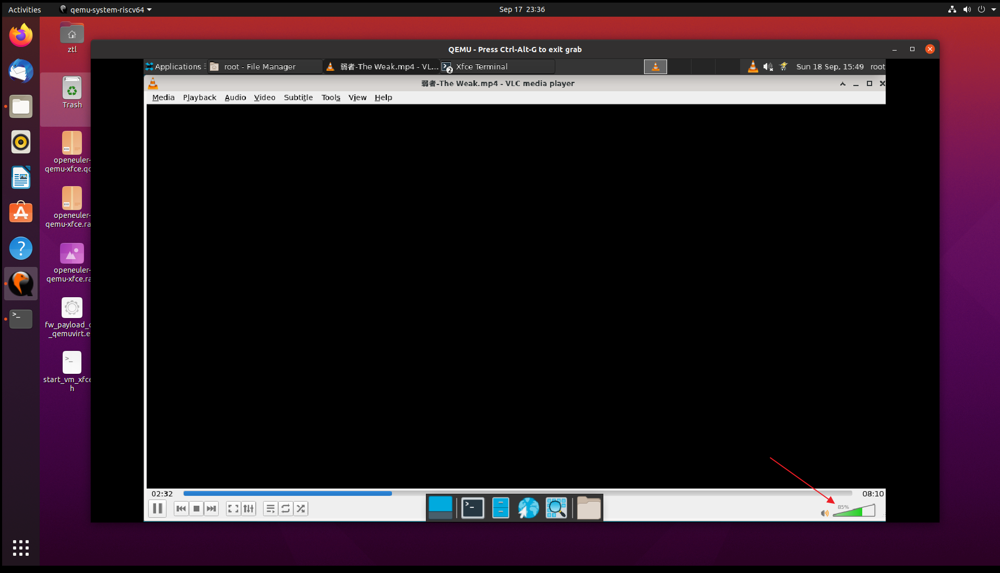 Activities
qemu-system-riscv64
Sep 17 23:36
ztl
Trash
openeuler-
qemu-xfce.qc
openeuler-
qemu-xfce.ra
openeuler-
qemu-xfce.ra
fw_payload_
_qemuvirt.e
start_vm_xfce
h
QEMU - Press Ctrl-Alt-G to exit grab
Applications
root - File Manager
弱者-The Weak.mp4 - VL...
2
Xfce Terminal
Sun 18 Sep, 15:49
root
弱者-The Weak.mp4 - VLC media player
Media Playback Audio Video Subtitle Tools View Help
02:32
08:10
85%